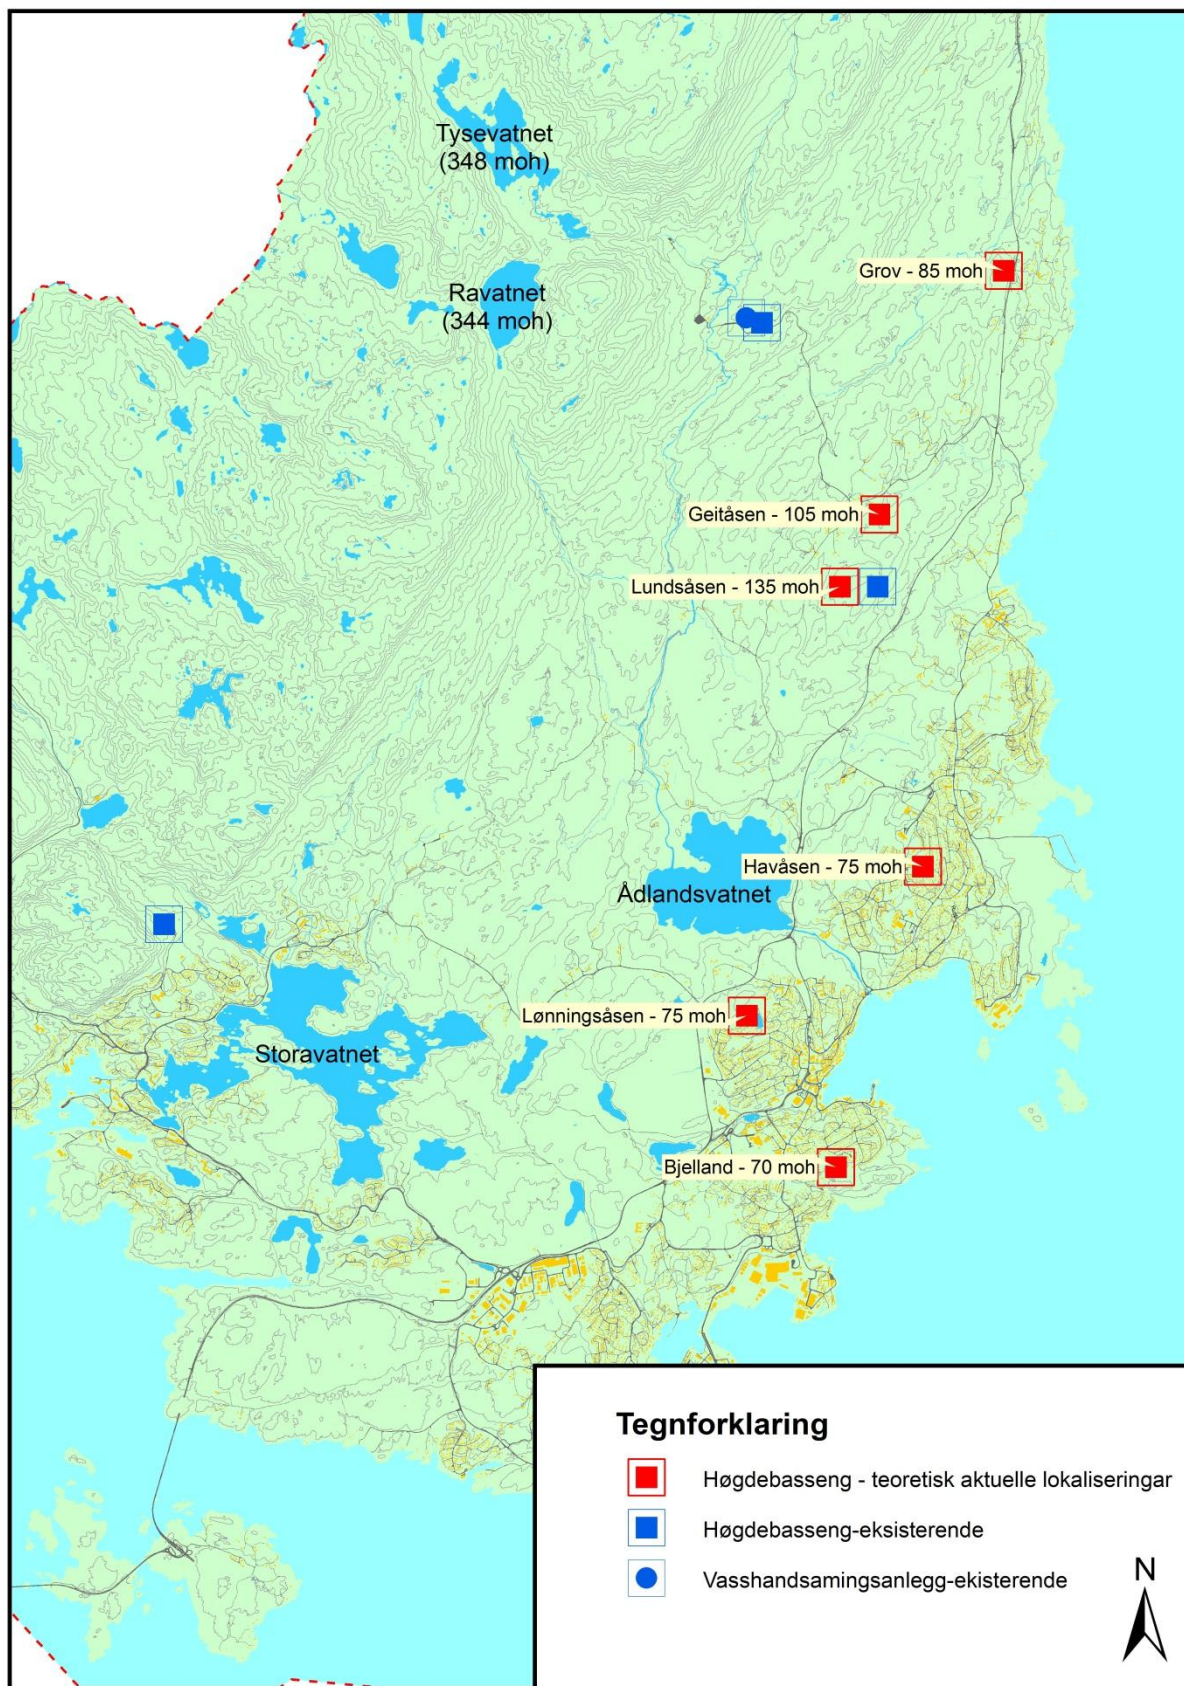 Tysevatnet
(348 moh)
Grov - 85 moh
Ravatnet
(344 moh)
Geitåsen - 105 moh
Lundsåsen - 135 moh
Havåsen - 75 moh
Ådlandsvatnet
Lønningsåsen - 75 moh
Storavatnet
Bjelland - 70 moh
Tegnforklaring
Høgdebasseng - teoretisk aktuelle lokaliseringar
Høgdebasseng-eksisterende
Vasshandsamingsanlegg-ekisterende
N